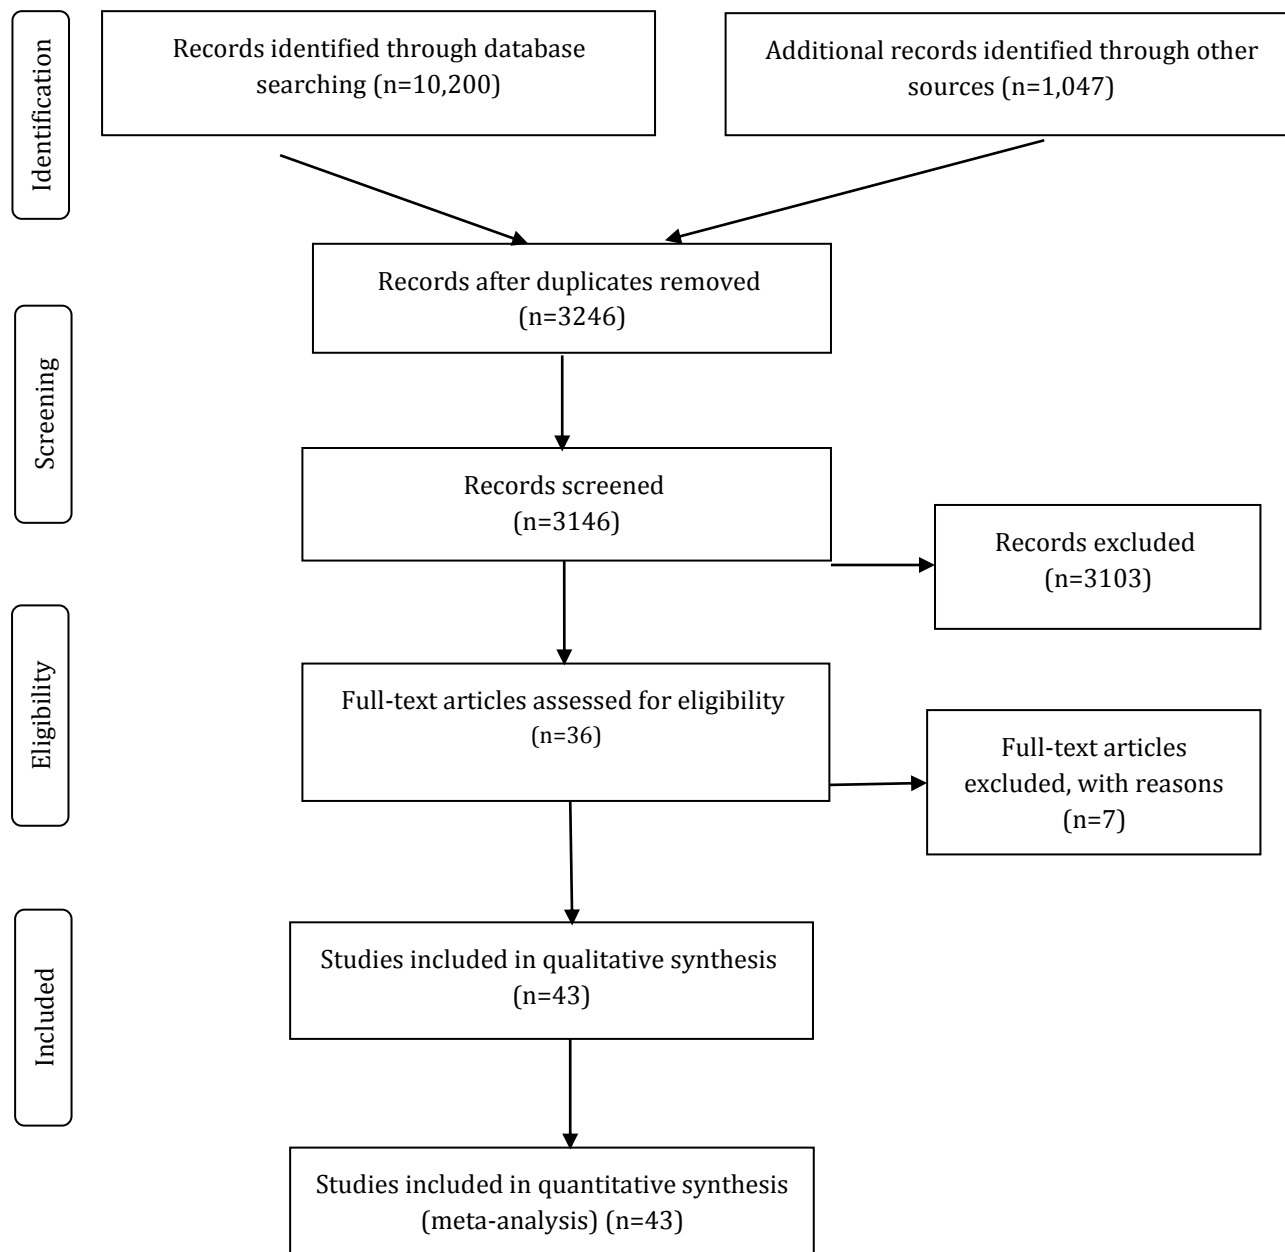 Identification
Records identified through database
searching (n=10,200)
Additional records identified through other
sources (n=1,047)
Records after duplicates removed
(n=3246)
Screening
Records screened
(n=3146)
Records excluded
(n=3103)
Eligibility
Full-text articles assessed for eligibility
(n=36)
Full-text articles
excluded, with reasons
(n=7)
Included
Studies included in qualitative synthesis
(n=43)
Studies included in quantitative synthesis
(meta-analysis) (n=43)